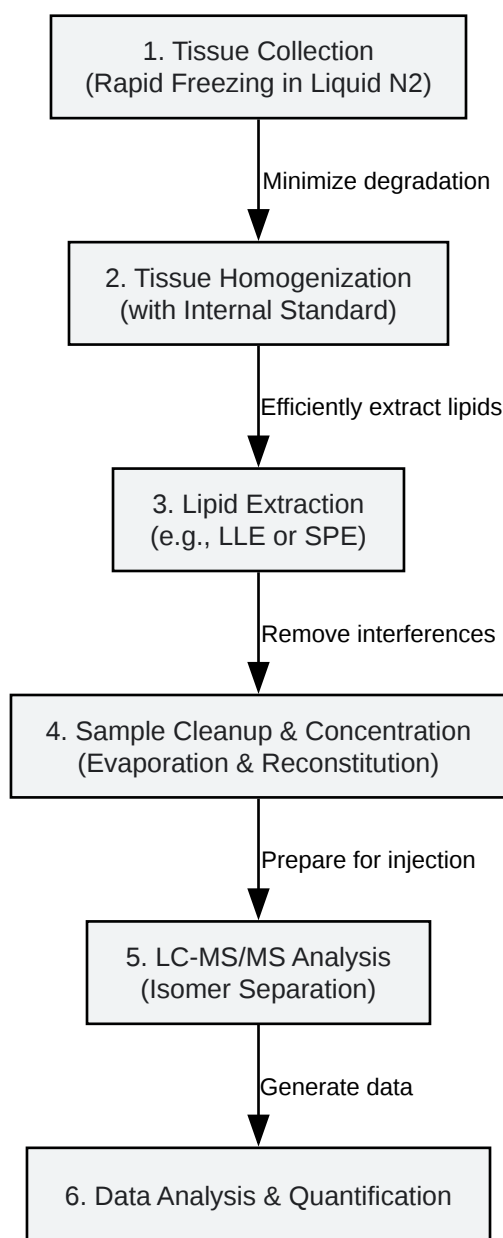 1. Tissue Collection
(Rapid Freezing in Liquid N2)
Minimize degradation
2. Tissue Homogenization
(with Internal Standard)
Efficiently extract lipids
3. Lipid Extraction
(e.g., LLE or SPE)
Remove interferences
4. Sample Cleanup & Concentration
(Evaporation & Reconstitution)
Prepare for injection
5. LC-MS/MS Analysis
(Isomer Separation)
Generate data
6. Data Analysis & Quantification